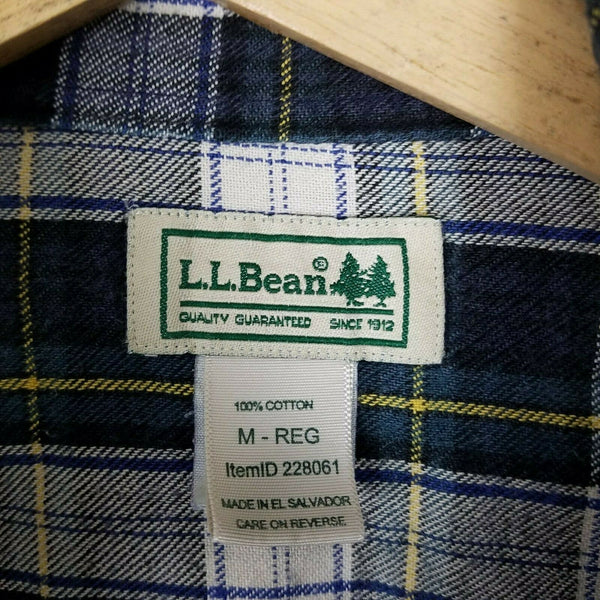 L.L.Bean®
QUALITY GUARANTEED SINCE 1912
100% COTTON
M - REG
ItemID 228061
MADE IN EL SALVADOR
CARE ON REVERSE